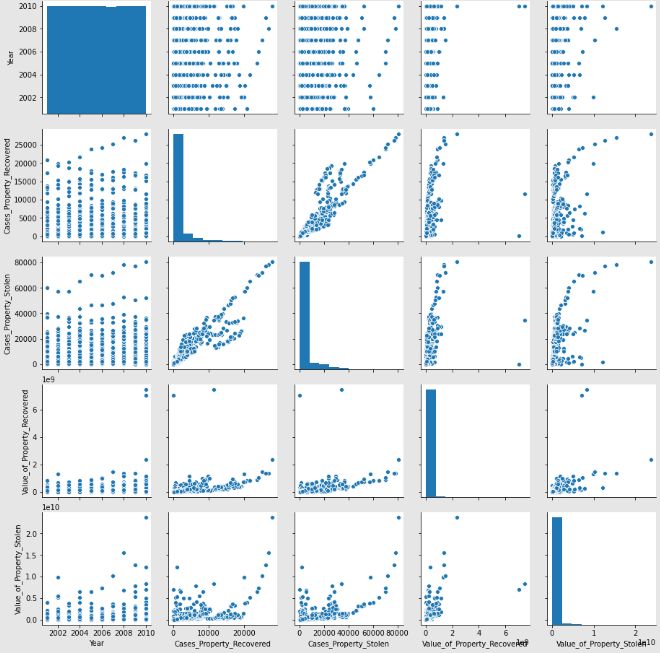 2010
2008
2006
2004
2002
Year
25000
20000
15000
10000
5000
0
Cases_Property_Recovered
80000
60000
40000
20000
0
Cases_Property_Stolen
1e9
6
4
2
0
Value_of_Property_Recovered
1e10
2.0
1.5
1.0
0.5
0.0
Value_of_Property_Stolen
2002 2004 2006 2008 2010
Year
0 10000 20000
Cases_Property_Recovered
0 20000 40000 60000 80000
Cases_Property_Stolen
0 2 4 6
1e9
Value_of_Property_Recovered
0 1 2
1e10
Value_of_Property_Stolen